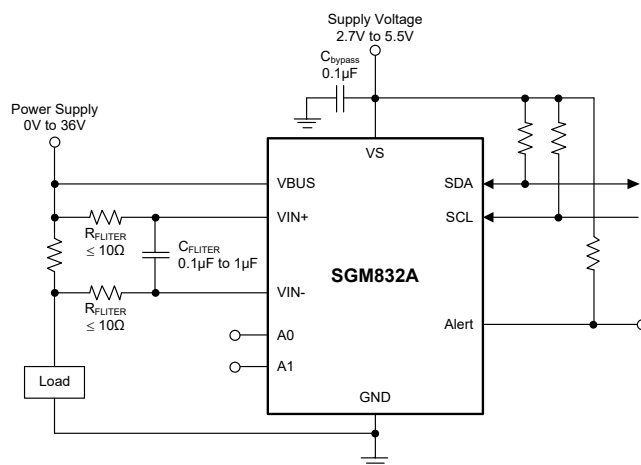 Supply Voltage
2.7V to 5.5V
Cbypass
0.1µF
Power Supply
0V to 36V
VS
VBUS
SDA
VIN+
SCL
RFLITER
≤ 10Ω
CFLITER
0.1µF to 1µF
SGM832A
VIN-
RFLITER
≤ 10Ω
A0
Alert
A1
Load
GND